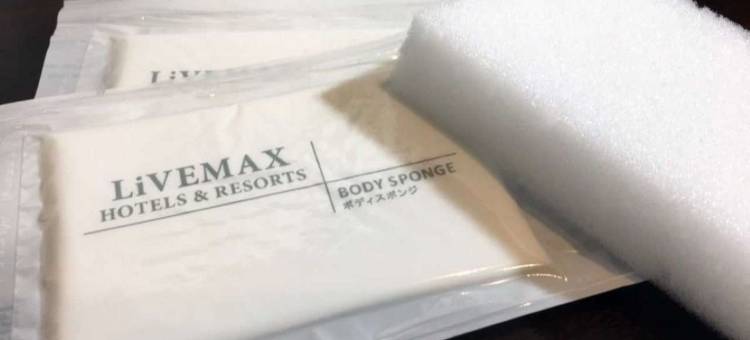 LiVEMAX
HOTELS & RESORTS
BODY SPONGE
ボディスポンジ